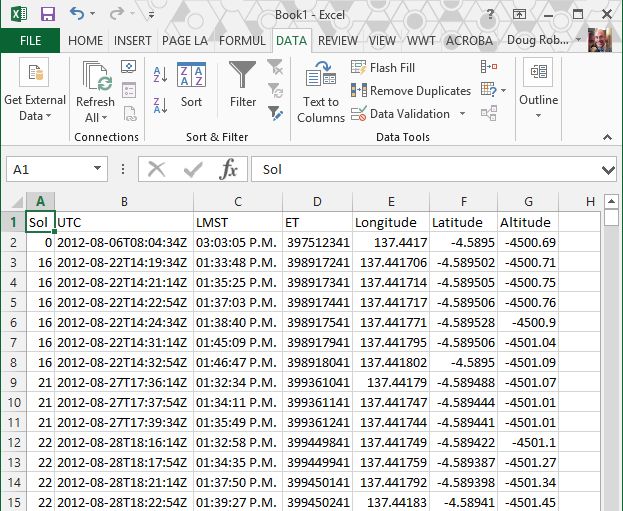 Book1 - Excel
FILE HOME INSERT PAGE LA FORMUL DATA REVIEW VIEW WWT ACROBA Doug Rob...
Get External Data
Refresh All
Connections
A Z
Z A
Z A A Z
Sort
Filter
Sort & Filter
Text to Columns
Flash Fill
Remove Duplicates
Data Validation
Data Tools
Outline
A1 fx Sol
A B C D E F G H
1 Sol UTC LMST ET Longitude Latitude Altitude
2 0 2012-08-06T08:04:34Z 03:03:05 P.M. 397512341 137.4417 -4.5895 -4500.69
3 16 2012-08-22T14:19:34Z 01:33:48 P.M. 398917241 137.441706 -4.589502 -4500.71
4 16 2012-08-22T14:21:14Z 01:35:25 P.M. 398917341 137.441714 -4.589505 -4500.75
5 16 2012-08-22T14:22:54Z 01:37:03 P.M. 398917441 137.441717 -4.589506 -4500.76
6 16 2012-08-22T14:24:34Z 01:38:40 P.M. 398917541 137.441771 -4.589528 -4500.9
7 16 2012-08-22T14:31:14Z 01:45:09 P.M. 398917941 137.441795 -4.589506 -4501.04
8 16 2012-08-22T14:32:54Z 01:46:47 P.M. 398918041 137.441802 -4.5895 -4501.09
9 21 2012-08-27T17:36:14Z 01:32:34 P.M. 399361041 137.44179 -4.589488 -4501.07
10 21 2012-08-27T17:37:54Z 01:34:11 P.M. 399361141 137.441747 -4.589444 -4501.01
11 21 2012-08-27T17:39:34Z 01:35:49 P.M. 399361241 137.441744 -4.589441 -4501.01
12 22 2012-08-28T18:16:14Z 01:32:58 P.M. 399449841 137.441749 -4.589422 -4501.1
13 22 2012-08-28T18:17:54Z 01:34:35 P.M. 399449941 137.441759 -4.589387 -4501.27
14 22 2012-08-28T18:21:14Z 01:37:50 P.M. 399450141 137.441792 -4.589398 -4501.34
15 22 2012-08-28T18:22:54Z 01:39:27 P.M. 399450241 137.44183 -4.58941 -4501.45